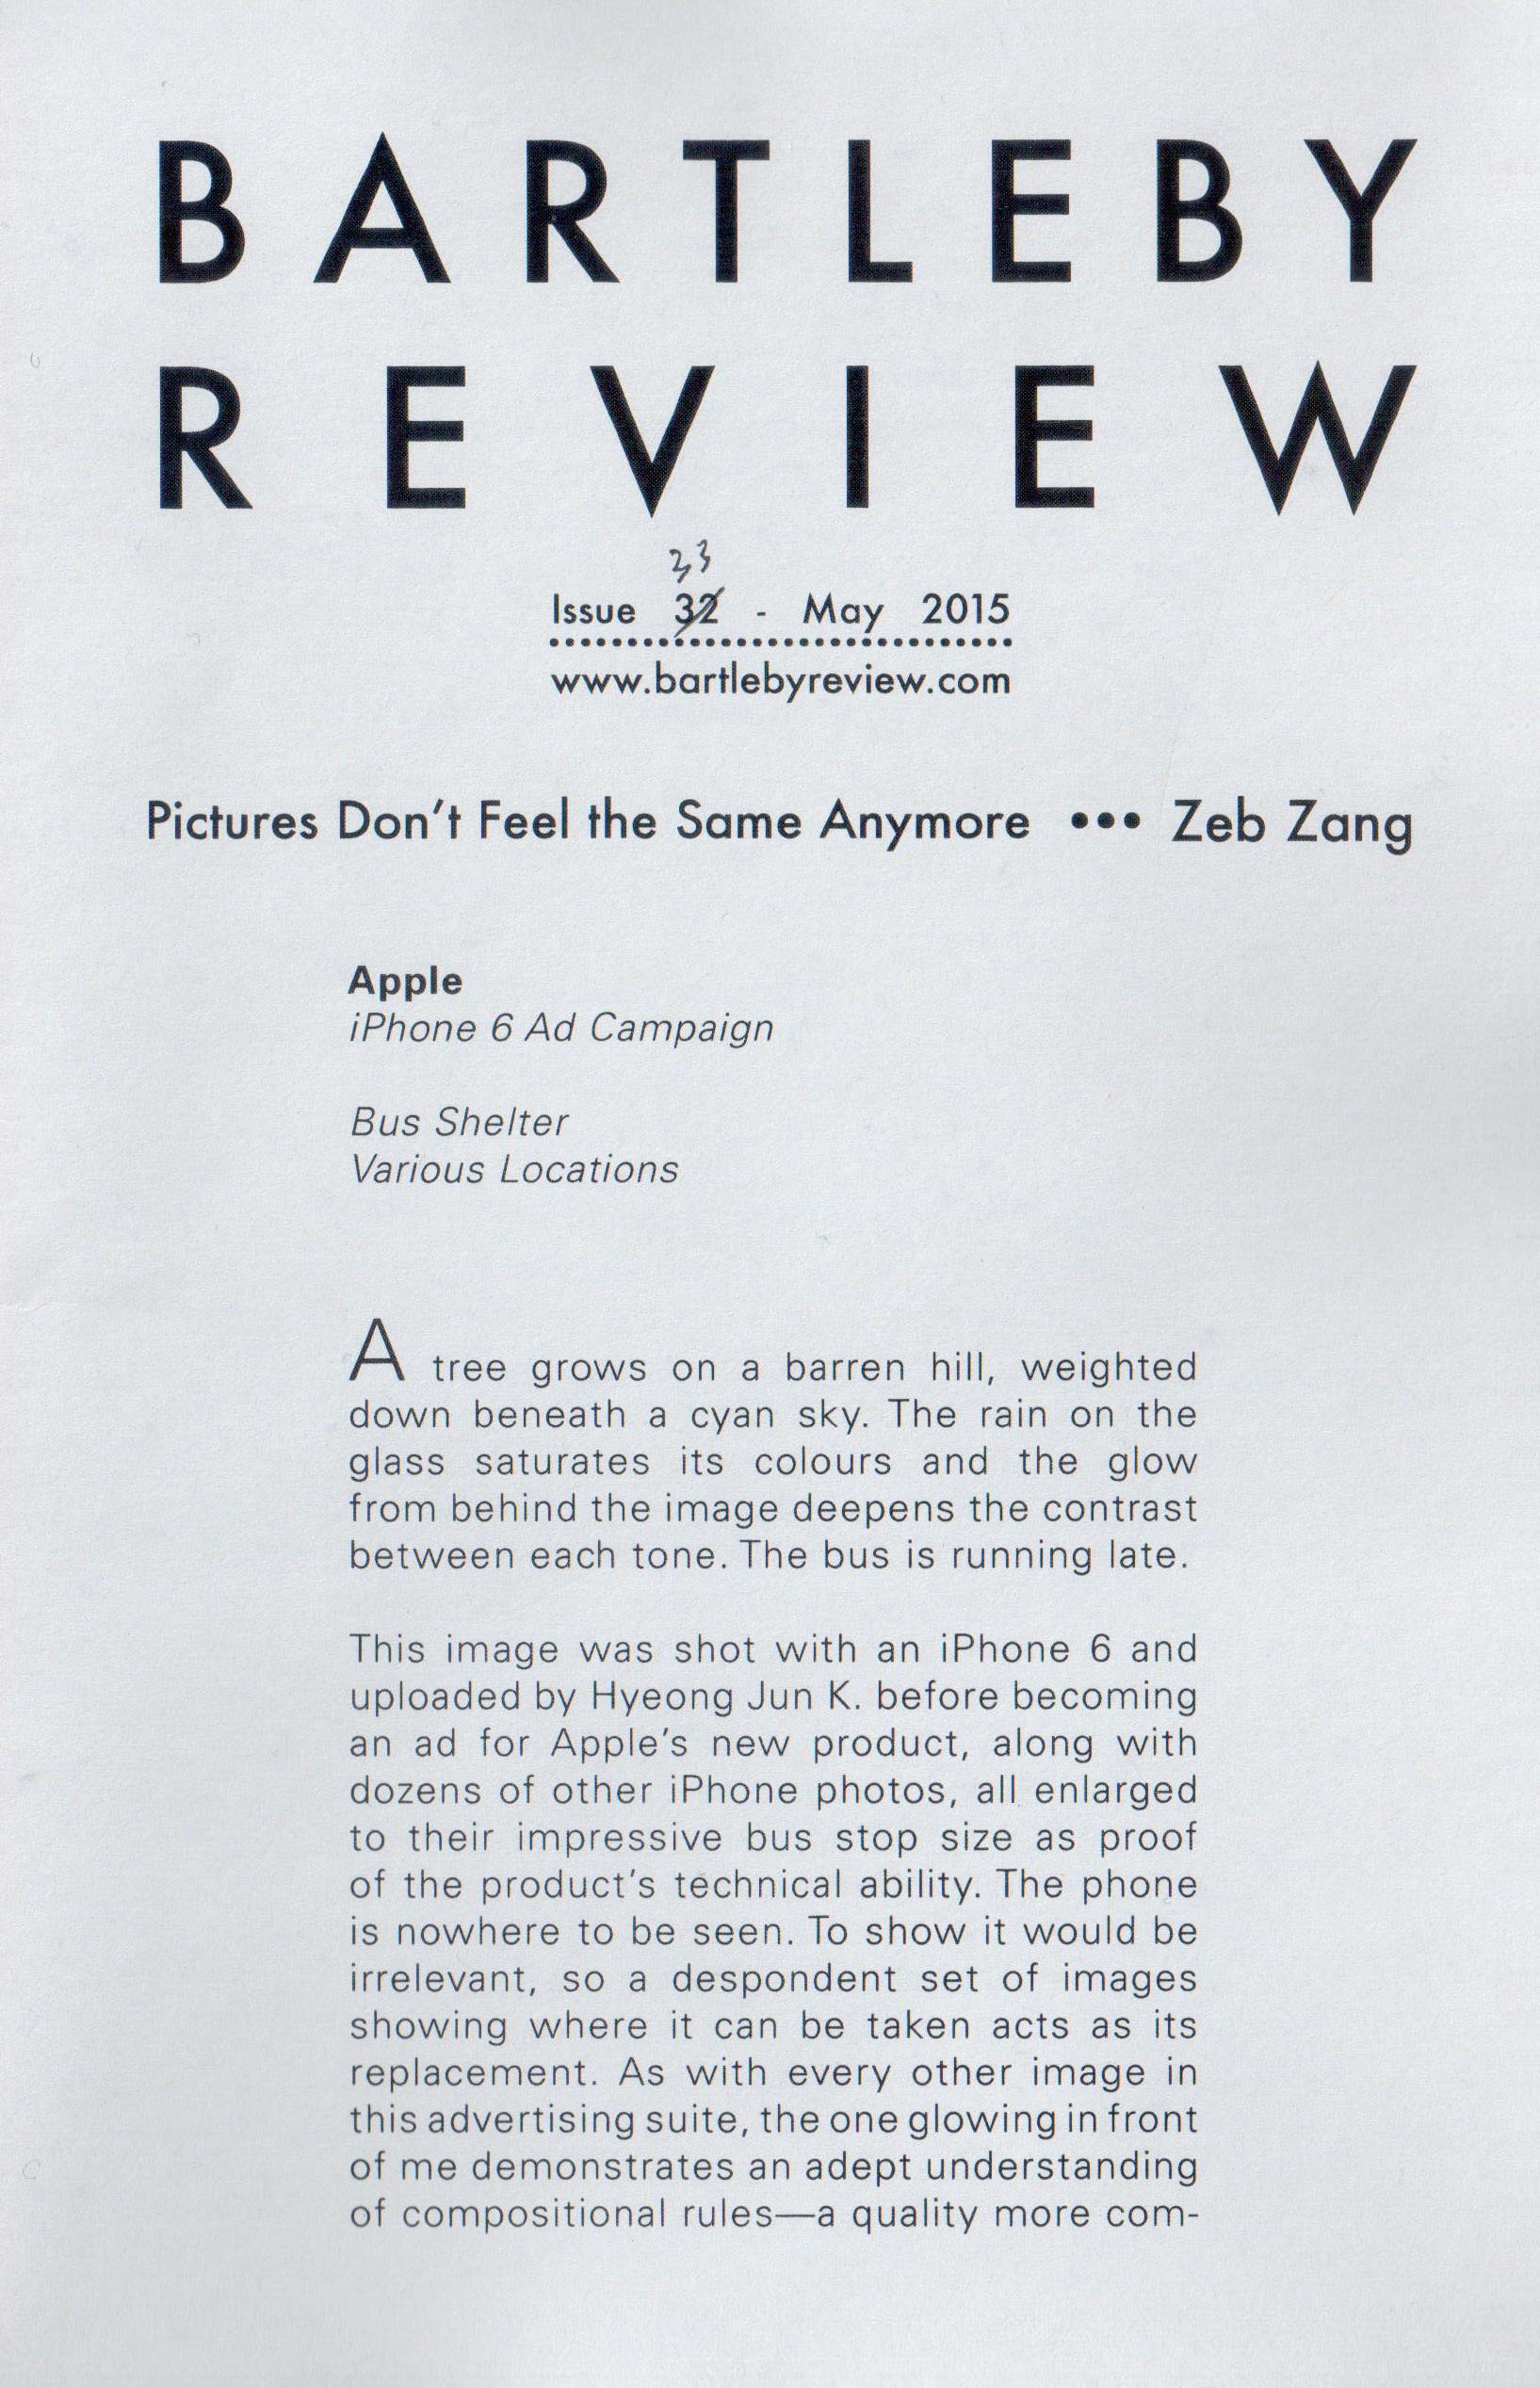 BARTLEBY
REVIEW
33
Issue 32 - May 2015
www.bartlebyreview.com
Pictures Don't Feel the Same Anymore ••• Zeb Zang
Apple
iPhone 6 Ad Campaign
Bus Shelter
Various Locations
A tree grows on a barren hill, weighted
down beneath a cyan sky. The rain on the
glass saturates its colours and the glow
from behind the image deepens the contrast
between each tone. The bus is running late.
This image was shot with an iPhone 6 and
uploaded by Hyeong Jun K. before becoming
an ad for Apple's new product, along with
dozens of other iPhone photos, all enlarged
to their impressive bus stop size as proof
of the product's technical ability. The phone
is nowhere to be seen. To show it would be
irrelevant, so a despondent set of images
showing where it can be taken acts as its
replacement. As with every other image in
this advertising suite, the one glowing in front
of me demonstrates an adept understanding
of compositional rules—a quality more com-